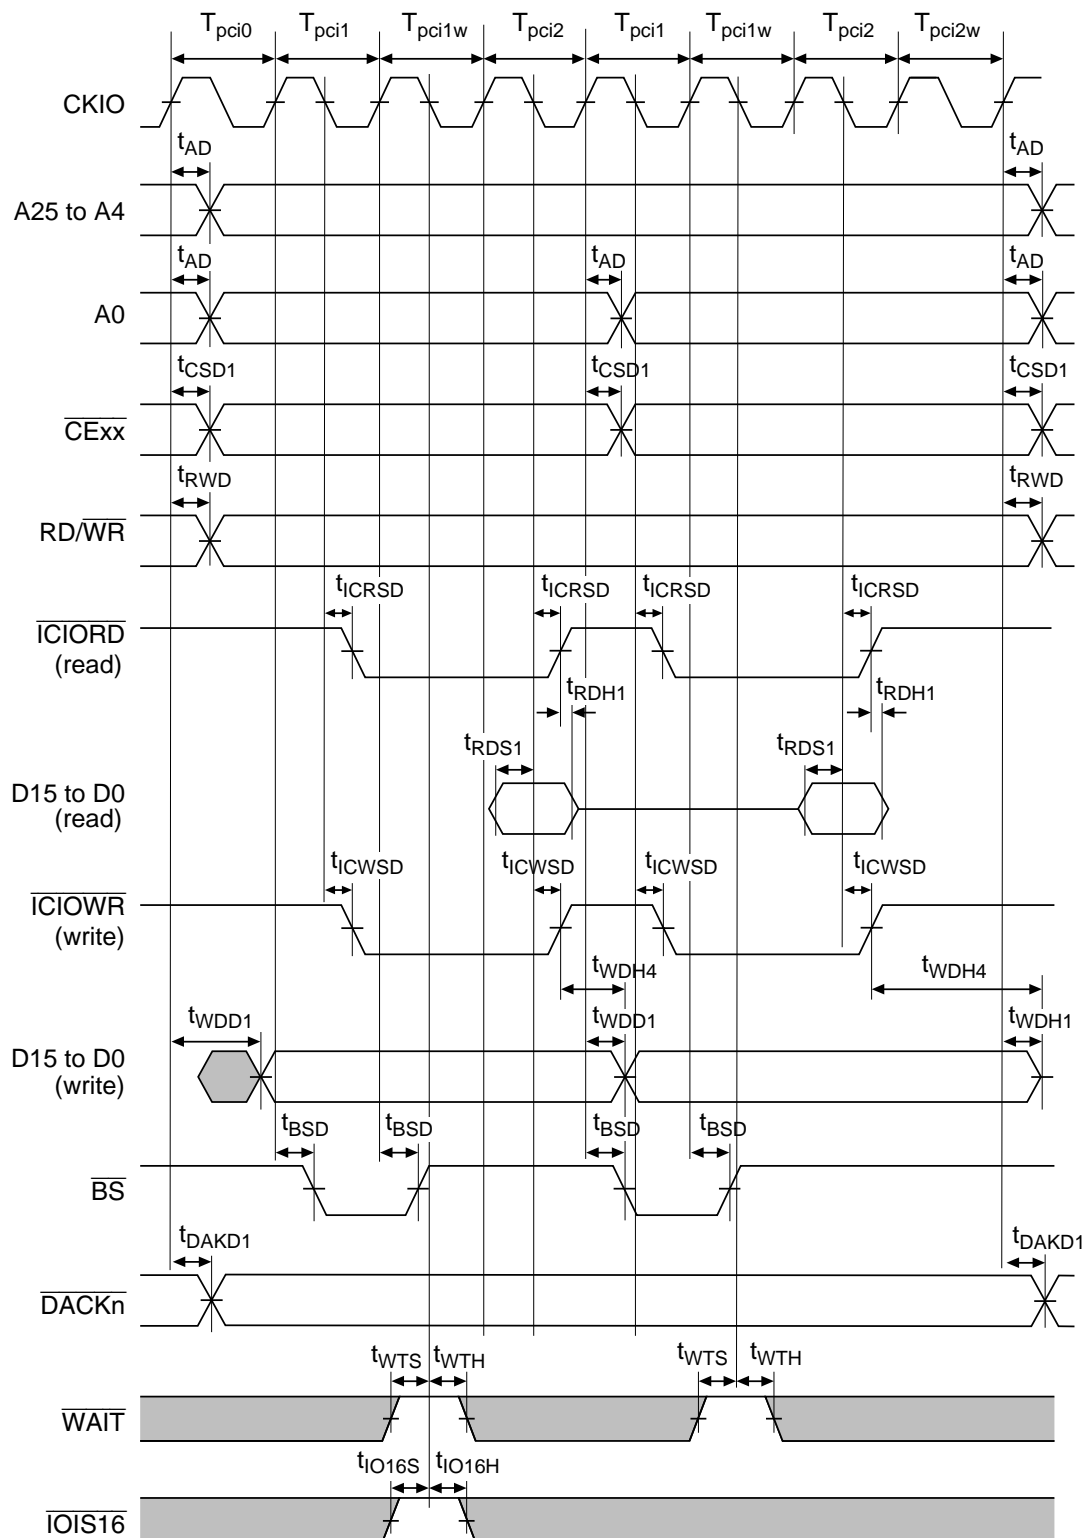 Tpci0 Tpci1 Tpci1w Tpci2 Tpci1 Tpci1w Tpci2 Tpci2w
CKIO
tAD tAD
A25 to A4
tAD tAD tAD
A0
tCSD1 tCSD1 tCSD1
CExx
tRWD tRWD
RD/WR
tICRSD tICRSD tICRSD tICRSD
ICIORD
(read)
tRDH1 tRDH1
tRDS1 tRDS1
D15 to D0
(read)
tICWSD tICWSD tICWSD tICWSD
ICIOWR
(write)
tWDH4 tWDH4
tWDD1 tWDD1 tWDH1
D15 to D0
(write)
tBSD tBSD tBSD tBSD
BS
tDAKD1 tDAKD1
DACKn
tWTS tWTH tWTS tWTH
WAIT
tIO16S tIO16H
IOIS16